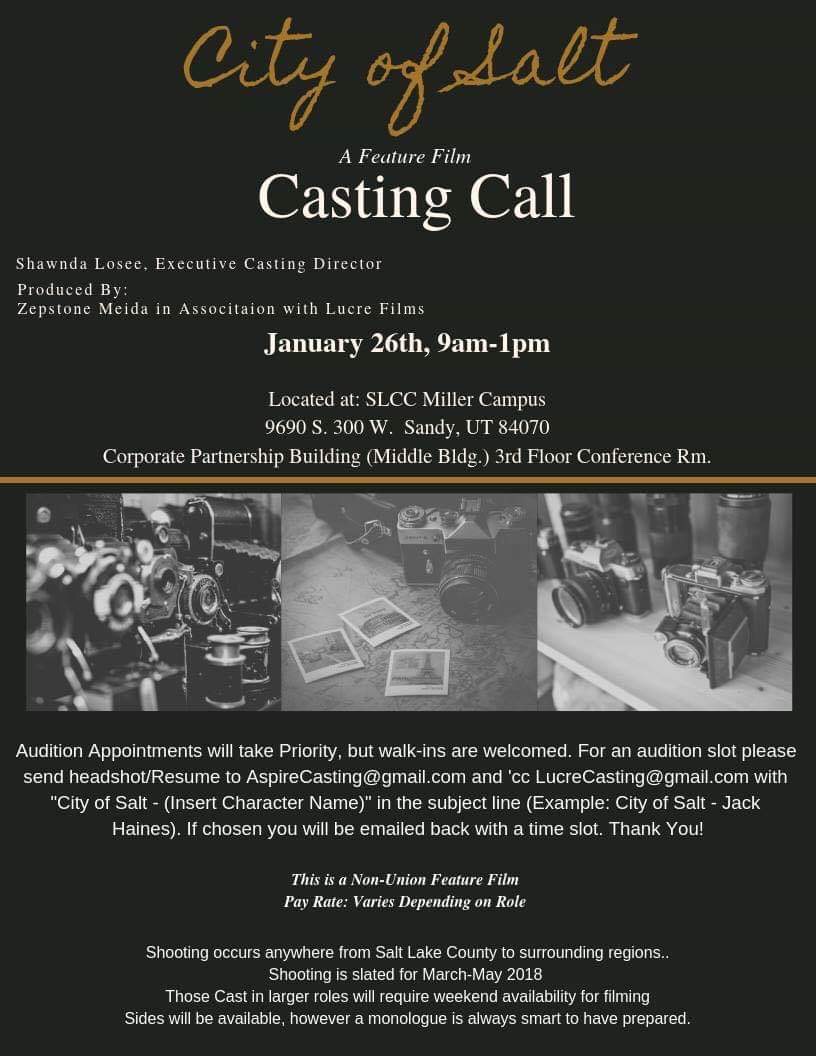 City of Salt
A Feature Film
Casting Call
Shawnda Losee, Executive Casting Director
Produced By:
Zepstone Meida in Associtaion with Lucre Films
January 26th, 9am-1pm
Located at: SLCC Miller Campus
9690 S. 300 W. Sandy, UT 84070
Corporate Partnership Building (Middle Bldg.) 3rd Floor Conference Rm.
Audition Appointments will take Priority, but walk-ins are welcomed. For an audition slot please
send headshot/Resume to AspireCasting@gmail.com and 'cc LucreCasting@gmail.com with
"City of Salt - (Insert Character Name)" in the subject line (Example: City of Salt - Jack
Haines). If chosen you will be emailed back with a time slot. Thank You!
This is a Non-Union Feature Film
Pay Rate: Varies Depending on Role
Shooting occurs anywhere from Salt Lake County to surrounding regions..
Shooting is slated for March-May 2018
Those Cast in larger roles will require weekend availability for filming
Sides will be available, however a monologue is always smart to have prepared.